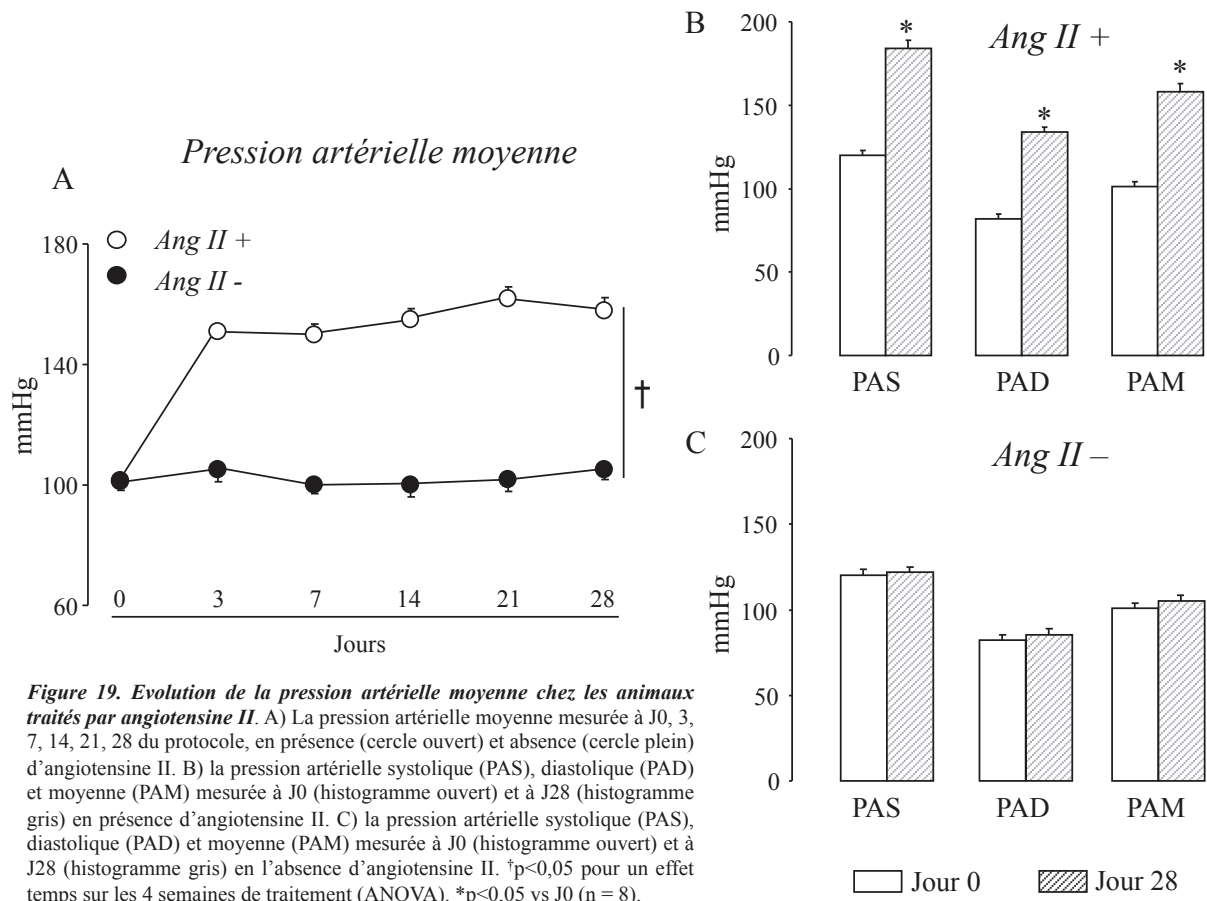 Pression artérielle moyenne
A
Ang II +
Ang II -
180
140
100
60
mmHg
†
0 3 7 14 21 28
Jours
B
Ang II +
200
150
100
50
0
mmHg
*
*
*
PAS PAD PAM
C
Ang II –
200
150
100
50
0
mmHg
PAS PAD PAM
Jour 0 Jour 28
Figure 19. Evolution de la pression artérielle moyenne chez les animaux
traités par angiotensine II. A) La pression artérielle moyenne mesurée à J0, 3,
7, 14, 21, 28 du protocole, en présence (cercle ouvert) et absence (cercle plein)
d'angiotensine II. B) la pression artérielle systolique (PAS), diastolique (PAD)
et moyenne (PAM) mesurée à J0 (histogramme ouvert) et à J28 (histogramme
gris) en présence d'angiotensine II. C) la pression artérielle systolique (PAS),
diastolique (PAD) et moyenne (PAM) mesurée à J0 (histogramme ouvert) et à
J28 (histogramme gris) en l'absence d'angiotensine II. †p<0,05 pour un effet
temps sur les 4 semaines de traitement (ANOVA). *p<0,05 vs J0 (n = 8).